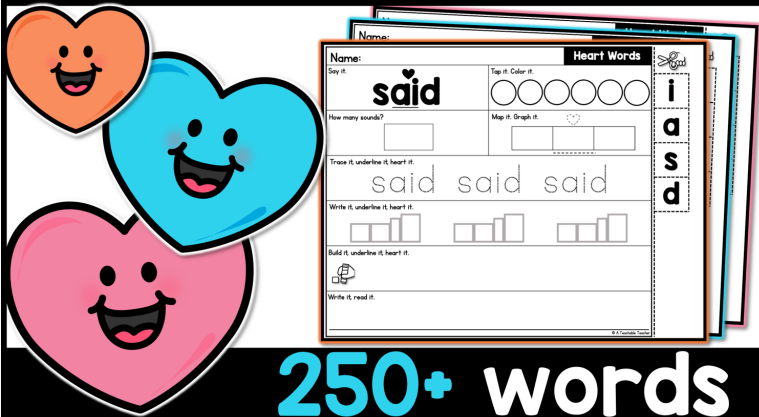 Name:
Name:
Heart Words
Say it.
said
Tap it. Color it.
How many sounds?
Map it. Graph it.
Trace it, underline it, heart it.
said said said
Write it, underline it, heart it.
Build it, underline it, heart it.
Write it, read it.
© A Teachable Teacher
i
a
s
d
250+ words